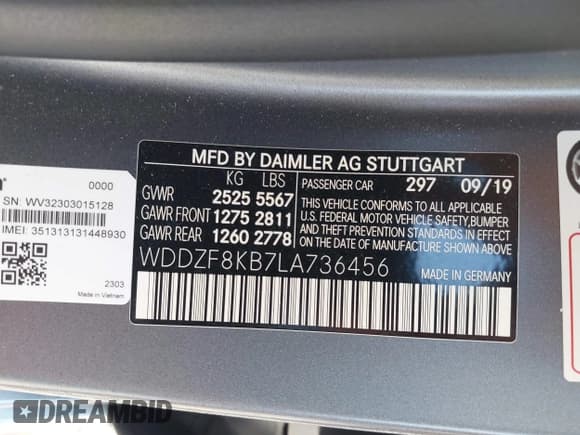 0000
SN: WV32303015128
IMEI: 351313131448930
2303
Made in Vietnam
MFD BY DAIMLER AG STUTTGART
KG LBS
GVWR 2525 5567
GAWR FRONT 1275 2811
GAWR REAR 1260 2778
PASSENGER CAR 297 09/19
THIS VEHICLE CONFORMS TO ALL APPLICABLE
U.S. FEDERAL MOTOR VEHICLE SAFETY, BUMPER
AND THEFT PREVENTION STANDARDS IN EFFECT ON
THE DATE OF MANUFACTURE SHOWN ABOVE.
WDDZF8KB7LA736456
MADE IN GERMANY
DREAMBID